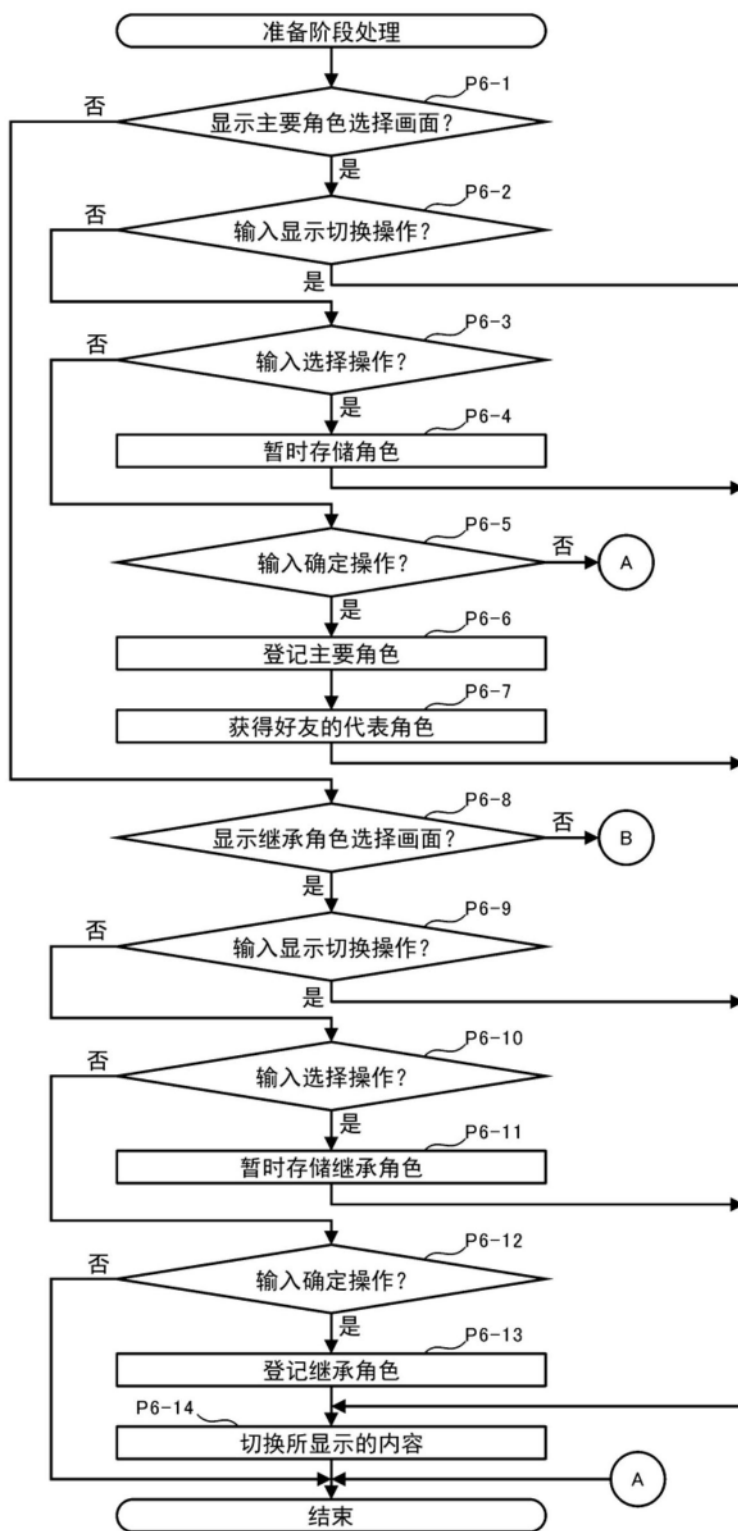 准备阶段处理
P6-1
否
显示主要角色选择画面?
是
P6-2
否
输入显示切换操作?
是
P6-3
否
输入选择操作?
是
P6-4
暂时存储角色
P6-5
输入确定操作?
否
A
是
P6-6
登记主要角色
P6-7
获得好友的代表角色
P6-8
显示继承角色选择画面?
否
B
是
P6-9
否
输入显示切换操作?
是
P6-10
否
输入选择操作?
是
P6-11
暂时存储继承角色
P6-12
否
输入确定操作?
是
P6-13
登记继承角色
P6-14
切换所显示的内容
A
结束